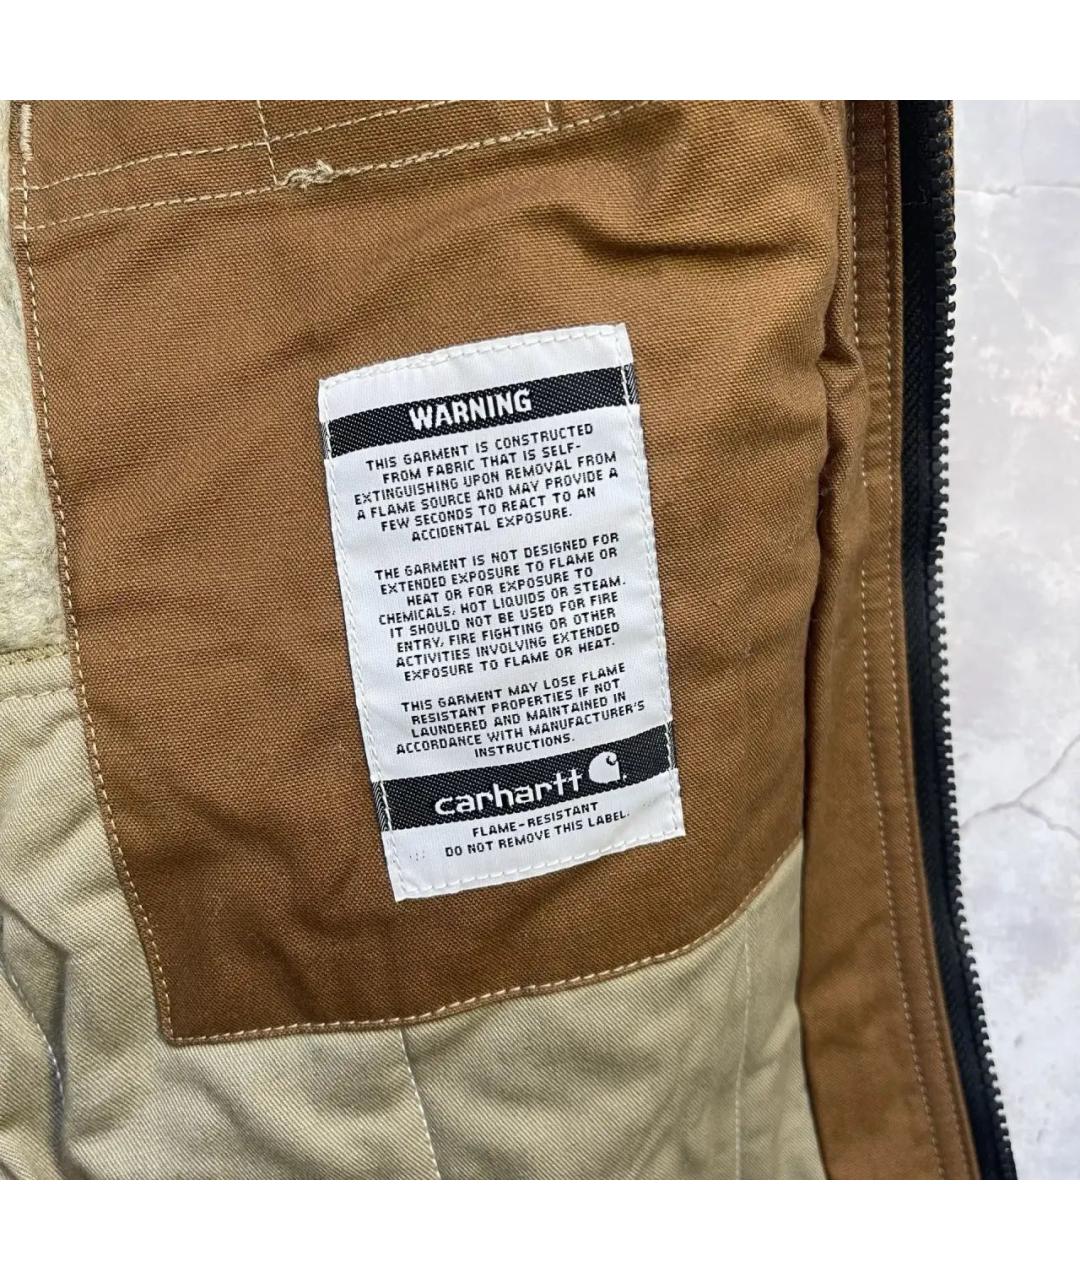 WARNING
THIS GARMENT IS CONSTRUCTED
FROM FABRIC THAT IS SELF-
EXTINGUISHING UPON REMOVAL FROM
A FLAME SOURCE AND MAY PROVIDE A
FEW SECONDS TO REACT TO AN
ACCIDENTAL EXPOSURE.
THE GARMENT IS NOT DESIGNED FOR
EXTENDED EXPOSURE TO FLAME OR
HEAT OR FOR EXPOSURE TO
CHEMICALS, HOT LIQUIDS OR STEAM.
IT SHOULD NOT BE USED FOR FIRE
ENTRY, FIRE FIGHTING OR OTHER
ACTIVITIES INVOLVING EXTENDED
EXPOSURE TO FLAME OR HEAT.
THIS GARMENT MAY LOSE FLAME
RESISTANT PROPERTIES IF NOT
LAUNDERED AND MAINTAINED IN
ACCORDANCE WITH MANUFACTURER'S
INSTRUCTIONS.
carhartt
FLAME-RESISTANT
DO NOT REMOVE THIS LABEL.